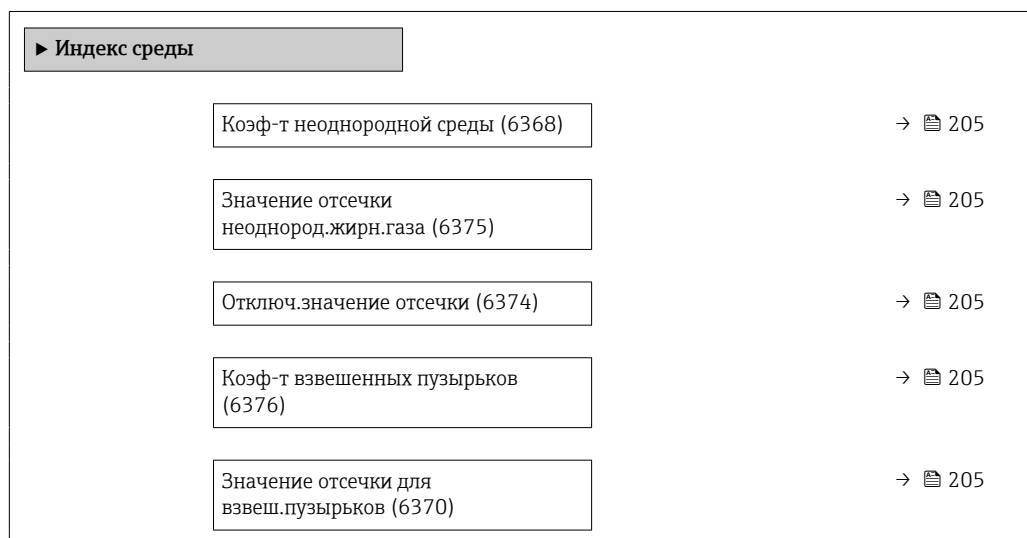 ▶ Индекс среды
Коэф-т неоднородной среды (6368) → 205
Значение отсечки → 205
неоднород.жирн.газа (6375)
Отключ.значение отсечки (6374) → 205
Коэф-т взвешенных пузырьков → 205
(6376)
Значение отсечки для → 205
взвеш.пузырьков (6370)